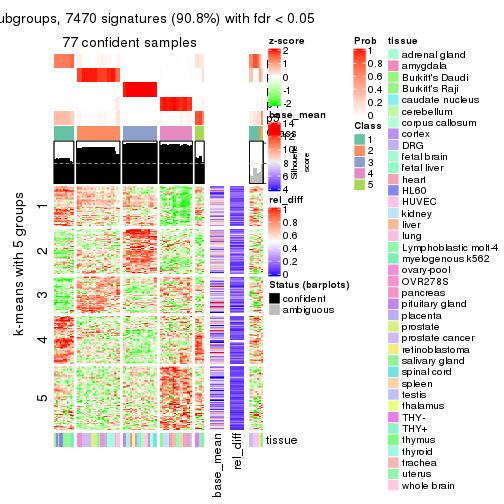 ubgroups, 7470 signatures (90.8%) with fdr < 0.05
77 confident samples
1
2
3
4
5
k-means with 5 groups
base_mean
rel_diff
tissue
z-score
2
1
0
-1
-2
base_mean
14
12
10
8
6
4
Silhouette
score
rel_diff
1
0.8
0.6
0.4
0.2
0
Status (barplots)
confident
ambiguous
Prob
1
0.8
0.6
0.4
0.2
0
Class
1
2
3
4
5
tissue
adrenal gland
amygdala
Burkitt's Daudi
Burkitt's Raji
caudate nucleus
cerebellum
corpus callosum
cortex
DRG
fetal brain
fetal liver
heart
HL60
HUVEC
kidney
liver
lung
Lymphoblastic molt-4
myelogenous k562
ovary-pool
OVR278S
pancreas
pituitary gland
placenta
prostate
prostate cancer
retinoblastoma
salivary gland
spinal cord
spleen
testis
thalamus
THY-
THY+
thymus
thyroid
trachea
uterus
whole brain